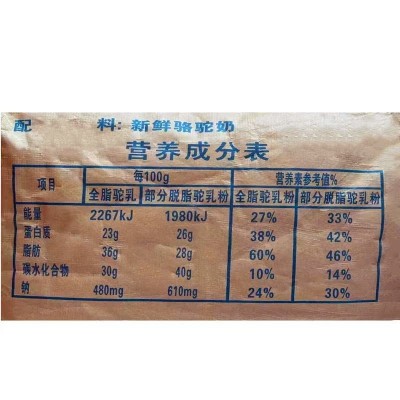 配 料: 新鲜骆驼奶
营养成分表
项目 每100g 营养素参考值%
全脂驼乳 部分脱脂驼乳粉 全脂驼乳 部分脱脂驼乳粉
能量 2267kJ 1980kJ 27% 33%
蛋白质 23g 26g 38% 42%
脂肪 36g 28g 60% 46%
碳水化合物 30g 40g 10% 14%
钠 480mg 610mg 24% 30%